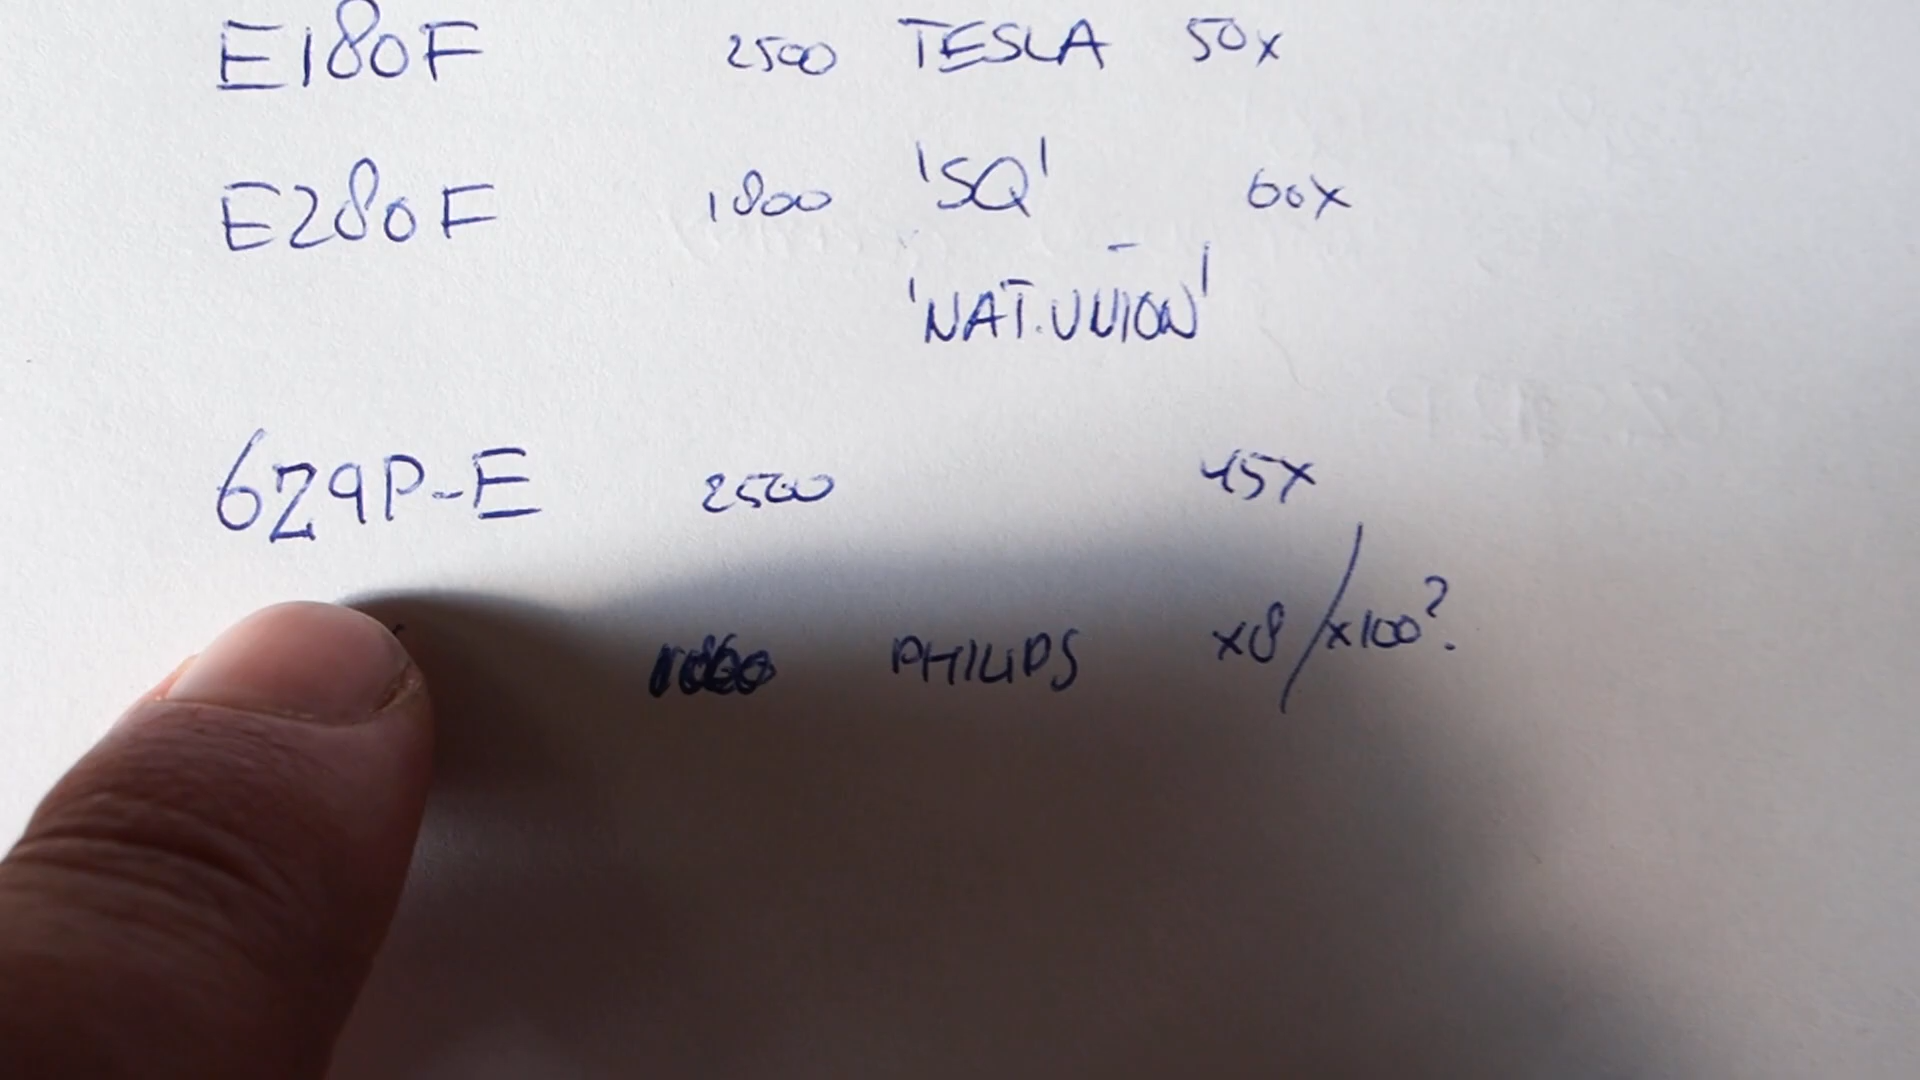 E180F 2500 TESLA 50x
E280F 1800 'SQ' 60x
'NAT.UNION'
6Z9P-E 2500 45x
PHILIPS x8/x100?.